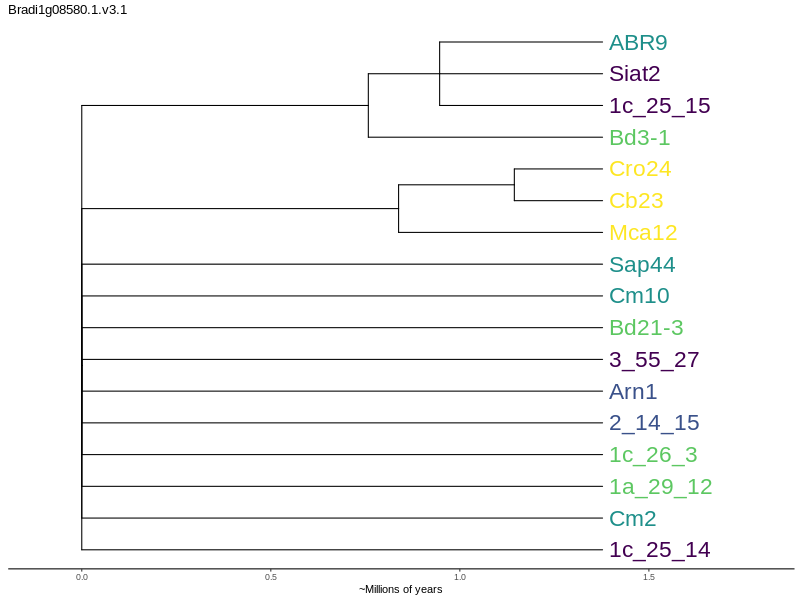 Bradi1g08580.1.v3.1
ABR9
Siat2
1c_25_15
Bd3-1
Cro24
Cb23
Mca12
Sap44
Cm10
Bd21-3
3_55_27
Arn1
2_14_15
1c_26_3
1a_29_12
Cm2
1c_25_14
0.0 0.5 1.0 1.5
~Millions of years